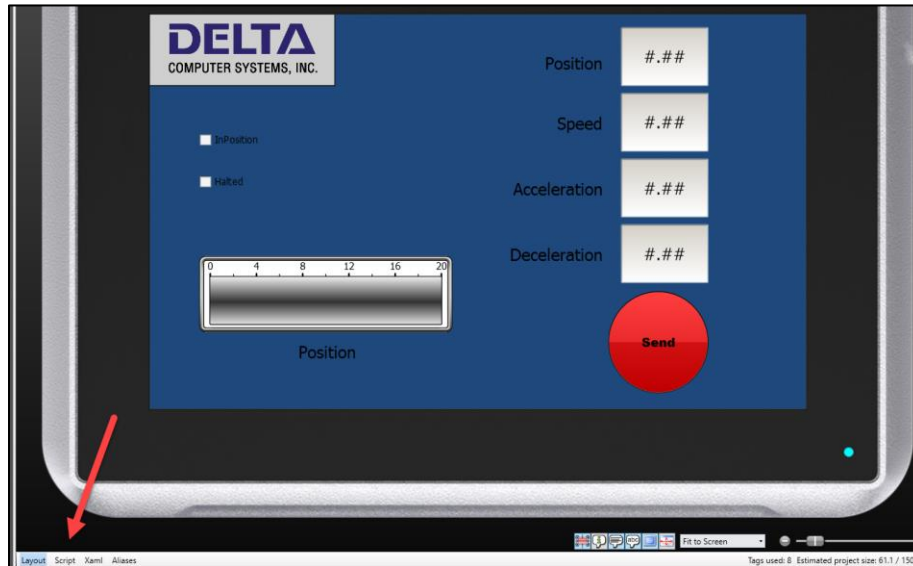 DELTA
COMPUTER SYSTEMS, INC.
Position #.##
Speed #.##
InPosition
Halted
Acceleration #.##
Deceleration #.##
0 4 8 12 16 20
Position
Send
Fit to Screen
Layout Script Xaml Aliases
Tags used: 8 Estimated project size: 61.1 / 150